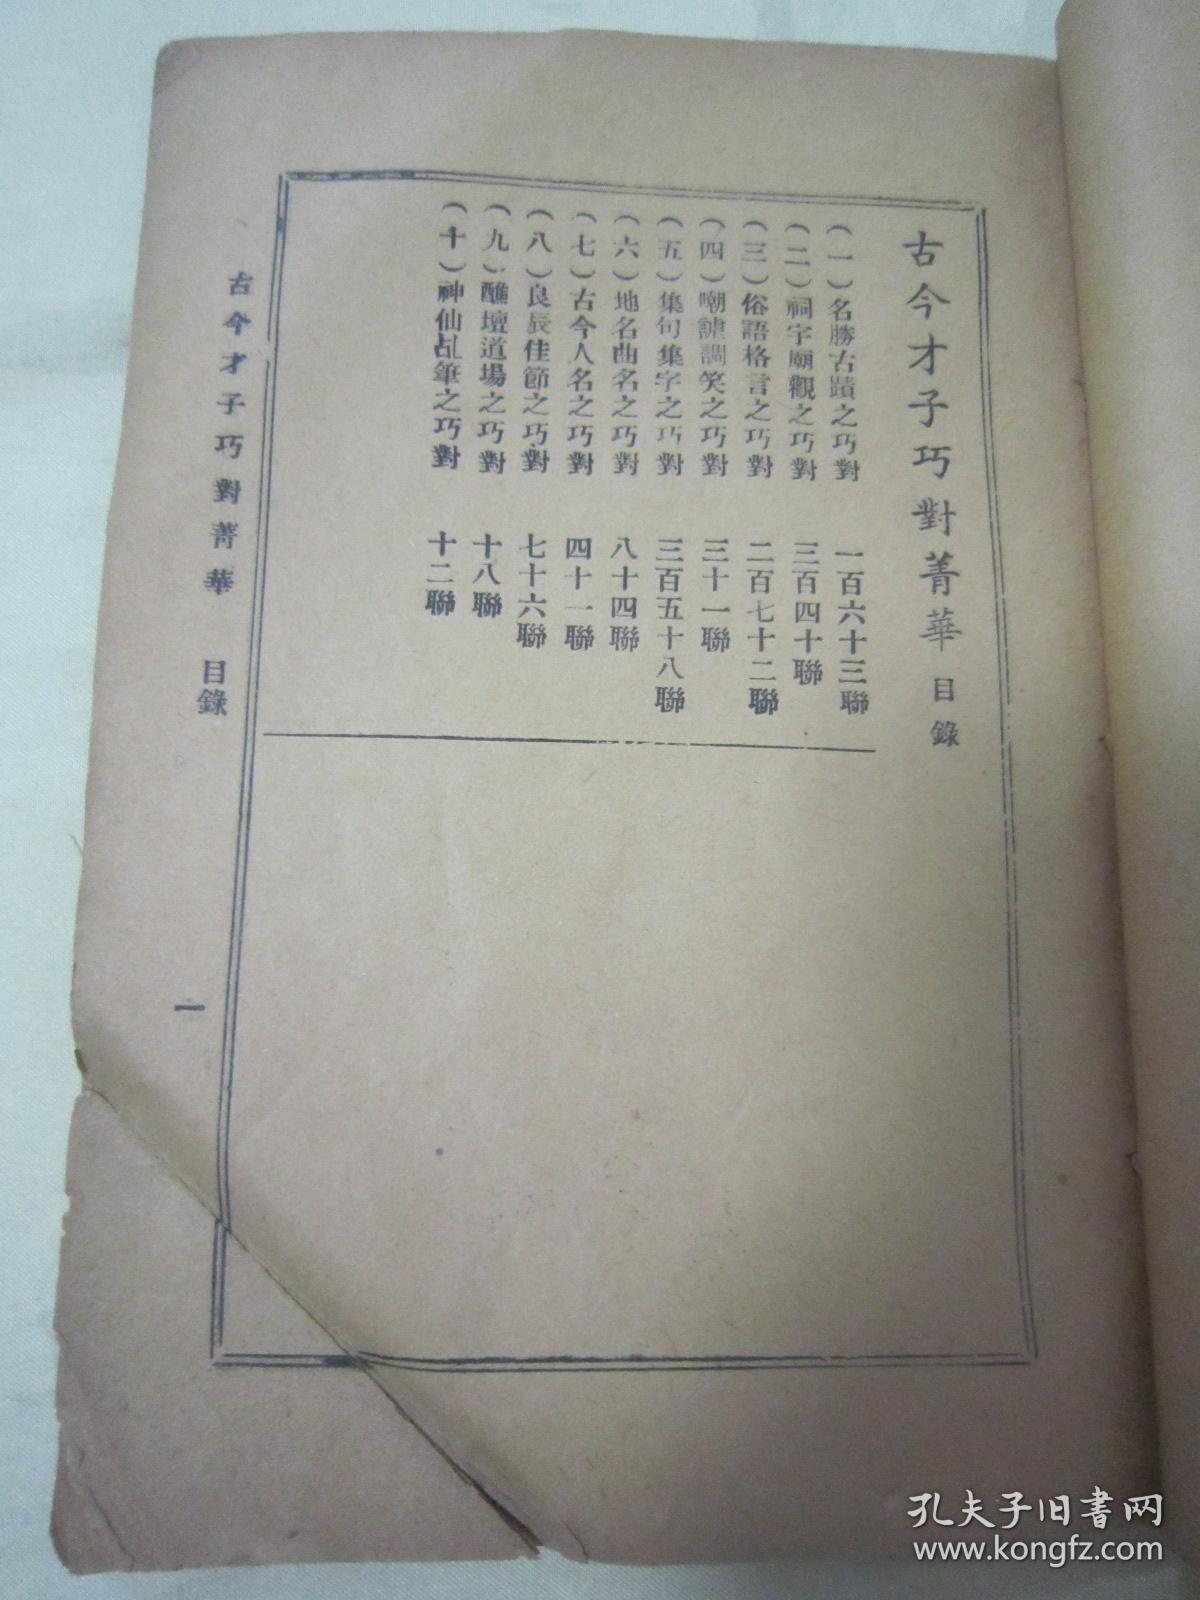 古今才子巧對菁華目錄
（一）名勝古蹟之巧對　一百六十三聯
（二）祠宇廟觀之巧對　三百四十聯
（三）俗語格言之巧對　二百七十二聯
（四）嘲謔調笑之巧對　三十一聯
（五）集句集字之巧對　三百五十八聯
（六）地名曲名之巧對　八十四聯
（七）古今人名之巧對　四十一聯
（八）良辰佳節之巧對　七十六聯
（九）醮壇道場之巧對　十八聯
（十）神仙乩筆之巧對　十二聯
古今才子巧對菁華　目錄　一
孔夫子旧书网
www.kongfz.com